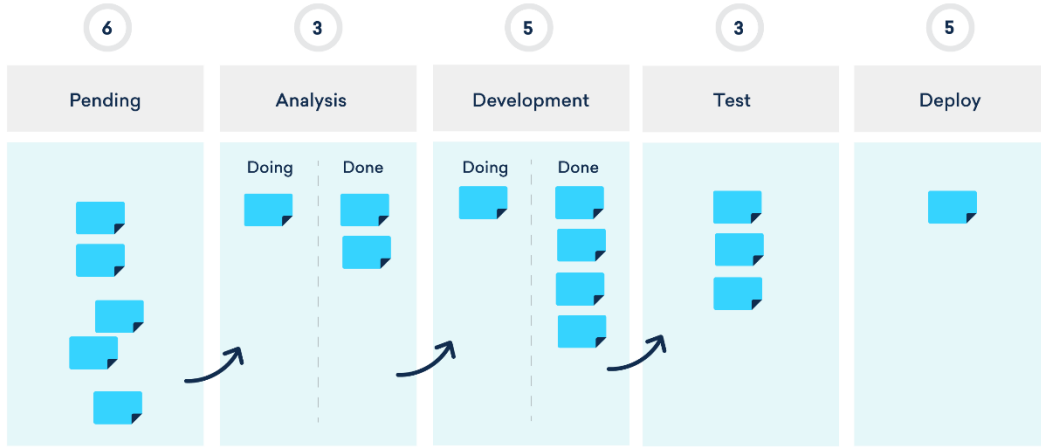 6
3
5
3
5
Pending
Analysis
Development
Test
Deploy
Doing
Done
Doing
Done